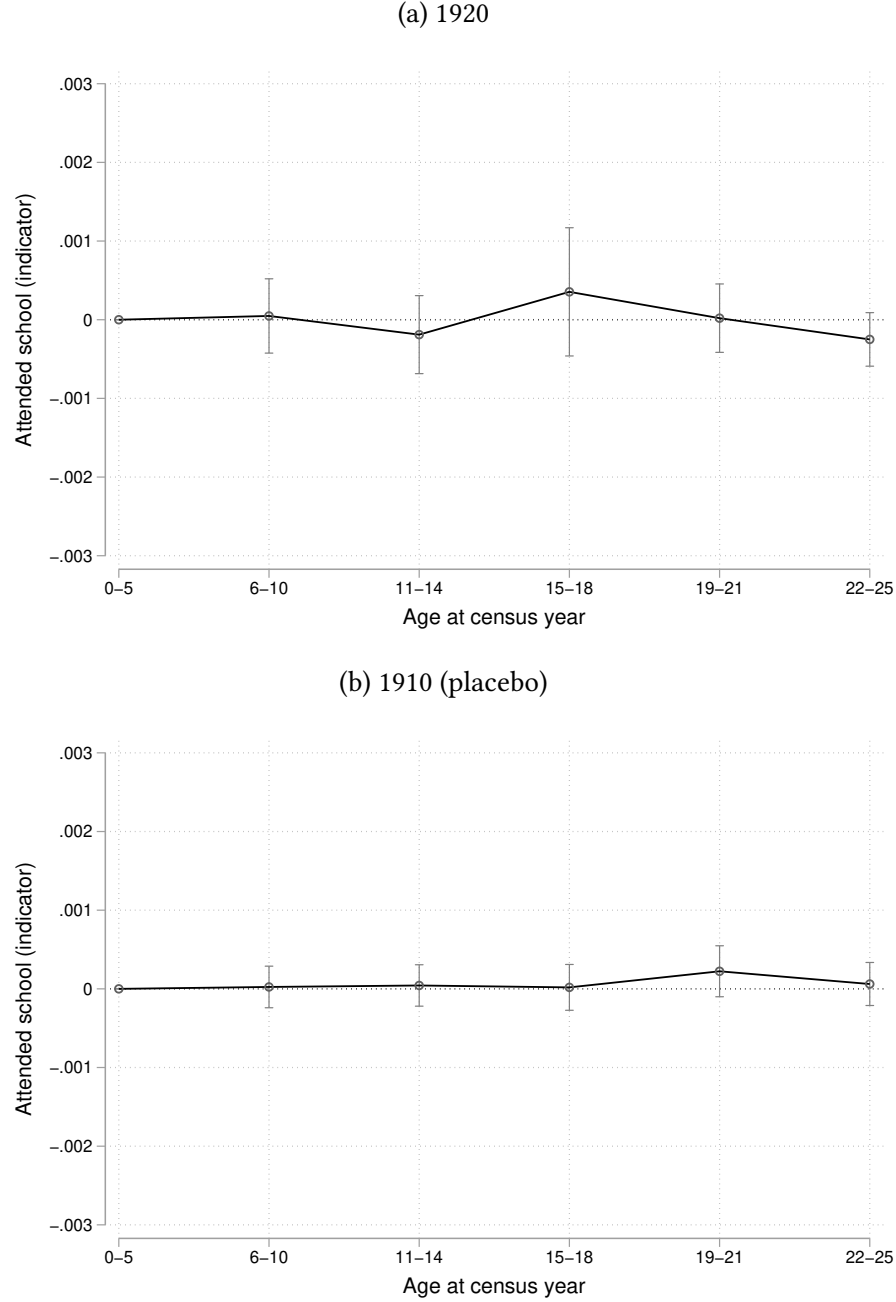 (a) 1920
.003
.002
.001
0
−.001
−.002
−.003
Attended school (indicator)
0−5 6−10 11−14 15−18 19−21 22−25
Age at census year
(b) 1910 (placebo)
.003
.002
.001
0
−.001
−.002
−.003
Attended school (indicator)
0−5 6−10 11−14 15−18 19−21 22−25
Age at census year